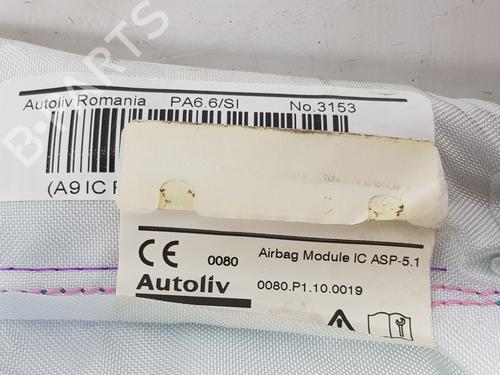 Autoliv Romania PA6.6/SI No.3153
(A9 IC
CE 0080 Airbag Module IC ASP-5.1
Autoliv 0080.P1.10.0019